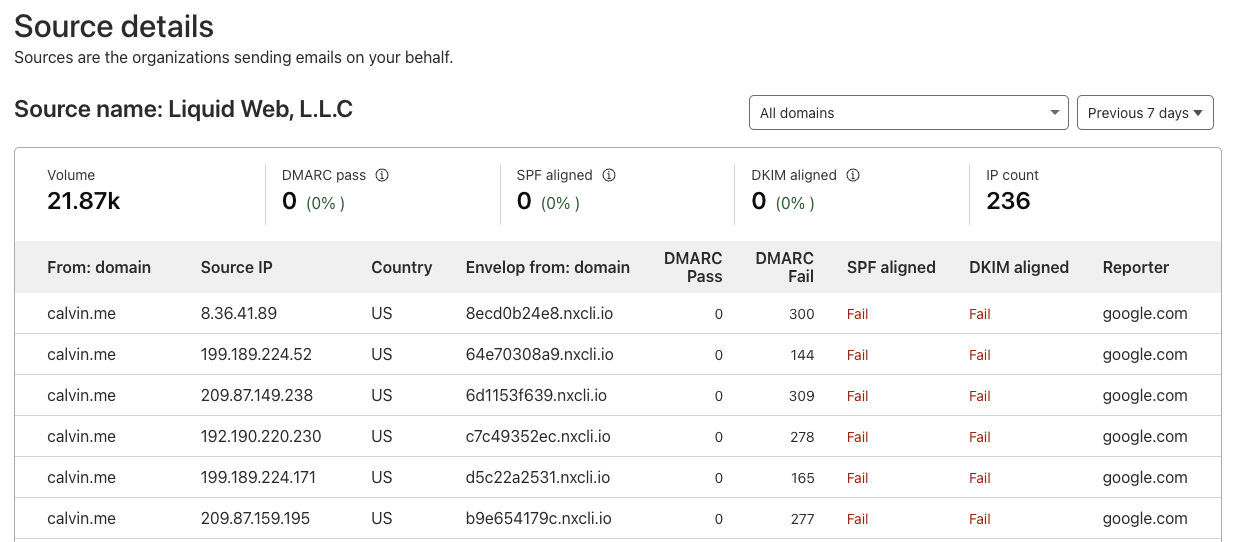 Source details
Sources are the organizations sending emails on your behalf.
Source name: Liquid Web, L.L.C
All domains
Previous 7 days
Volume DMARC pass SPF aligned DKIM aligned IP count
21.87k 0 (0% ) 0 (0% ) 0 (0% ) 236
From: domain Source IP Country Envelop from: domain DMARC Pass DMARC Fail SPF aligned DKIM aligned Reporter
calvin.me 8.36.41.89 US 8ecd0b24e8.nxcli.io 0 300 Fail Fail google.com
calvin.me 199.189.224.52 US 64e70308a9.nxcli.io 0 144 Fail Fail google.com
calvin.me 209.87.149.238 US 6d1153f639.nxcli.io 0 309 Fail Fail google.com
calvin.me 192.190.220.230 US c7c49352ec.nxcli.io 0 278 Fail Fail google.com
calvin.me 199.189.224.171 US d5c22a2531.nxcli.io 0 165 Fail Fail google.com
calvin.me 209.87.159.195 US b9e654179c.nxcli.io 0 277 Fail Fail google.com